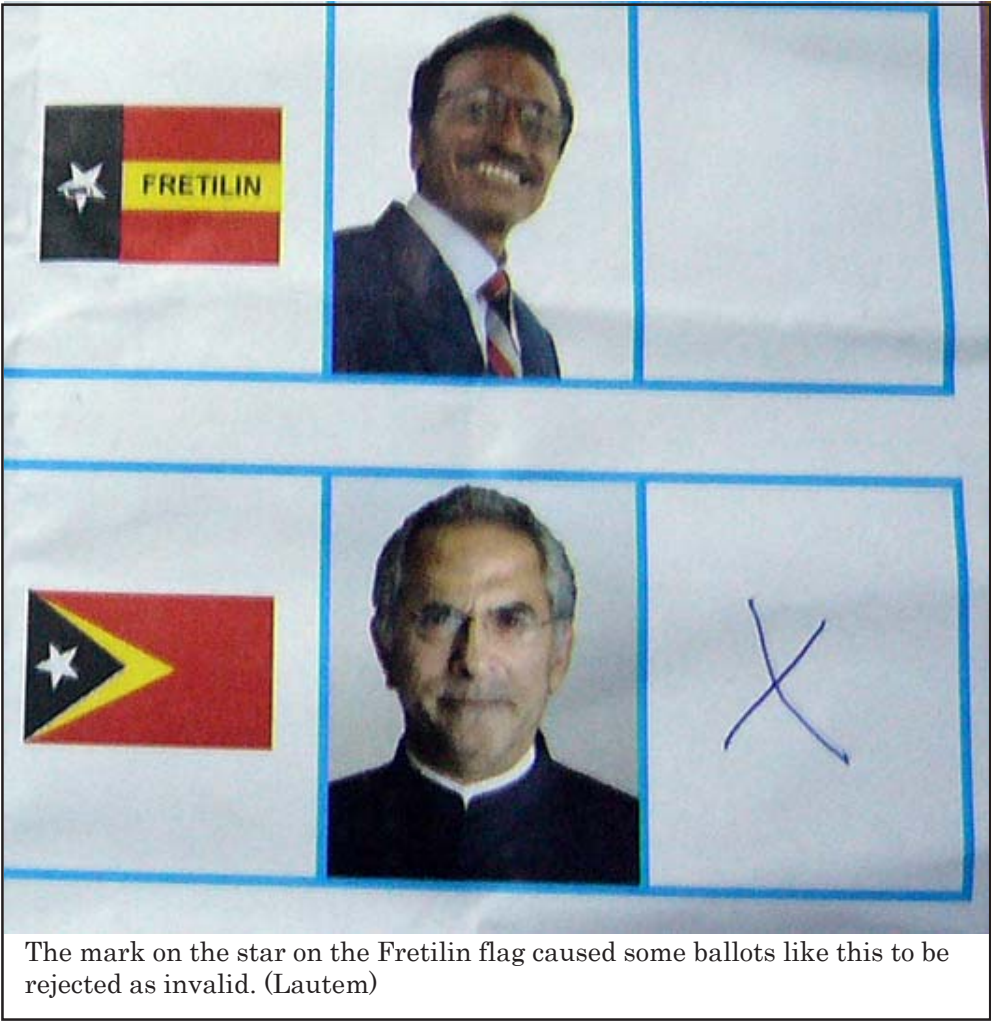 FRETILIN
The mark on the star on the Fretilin flag caused some ballots like this to be
rejected as invalid. (Lautem)